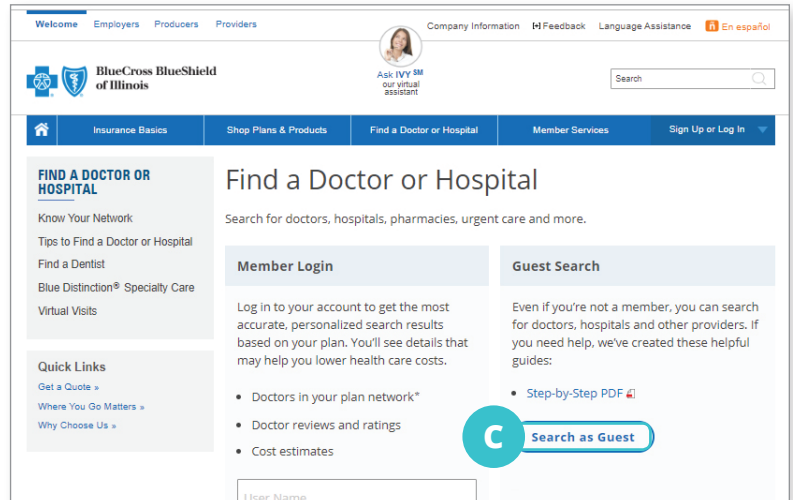 Welcome Employers Producers Providers
Company Information [+] Feedback Language Assistance En español
Ask IVY SM
our virtual
assistant
BlueCross BlueShield
of Illinois
Search
Insurance Basics Shop Plans & Products Find a Doctor or Hospital Member Services Sign Up or Log In
FIND A DOCTOR OR
HOSPITAL
Know Your Network
Tips to Find a Doctor or Hospital
Find a Dentist
Blue Distinction® Specialty Care
Virtual Visits
Quick Links
Get a Quote »
Where You Go Matters »
Why Choose Us »
Find a Doctor or Hospital
Search for doctors, hospitals, pharmacies, urgent care and more.
Member Login
Log in to your account to get the most
accurate, personalized search results
based on your plan. You’ll see details that
may help you lower health care costs.
• Doctors in your plan network*
• Doctor reviews and ratings
• Cost estimates
User Name
Guest Search
Even if you’re not a member, you can search
for doctors, hospitals and other providers. If
you need help, we’ve created these helpful
guides:
• Step-by-Step PDF
C
Search as Guest